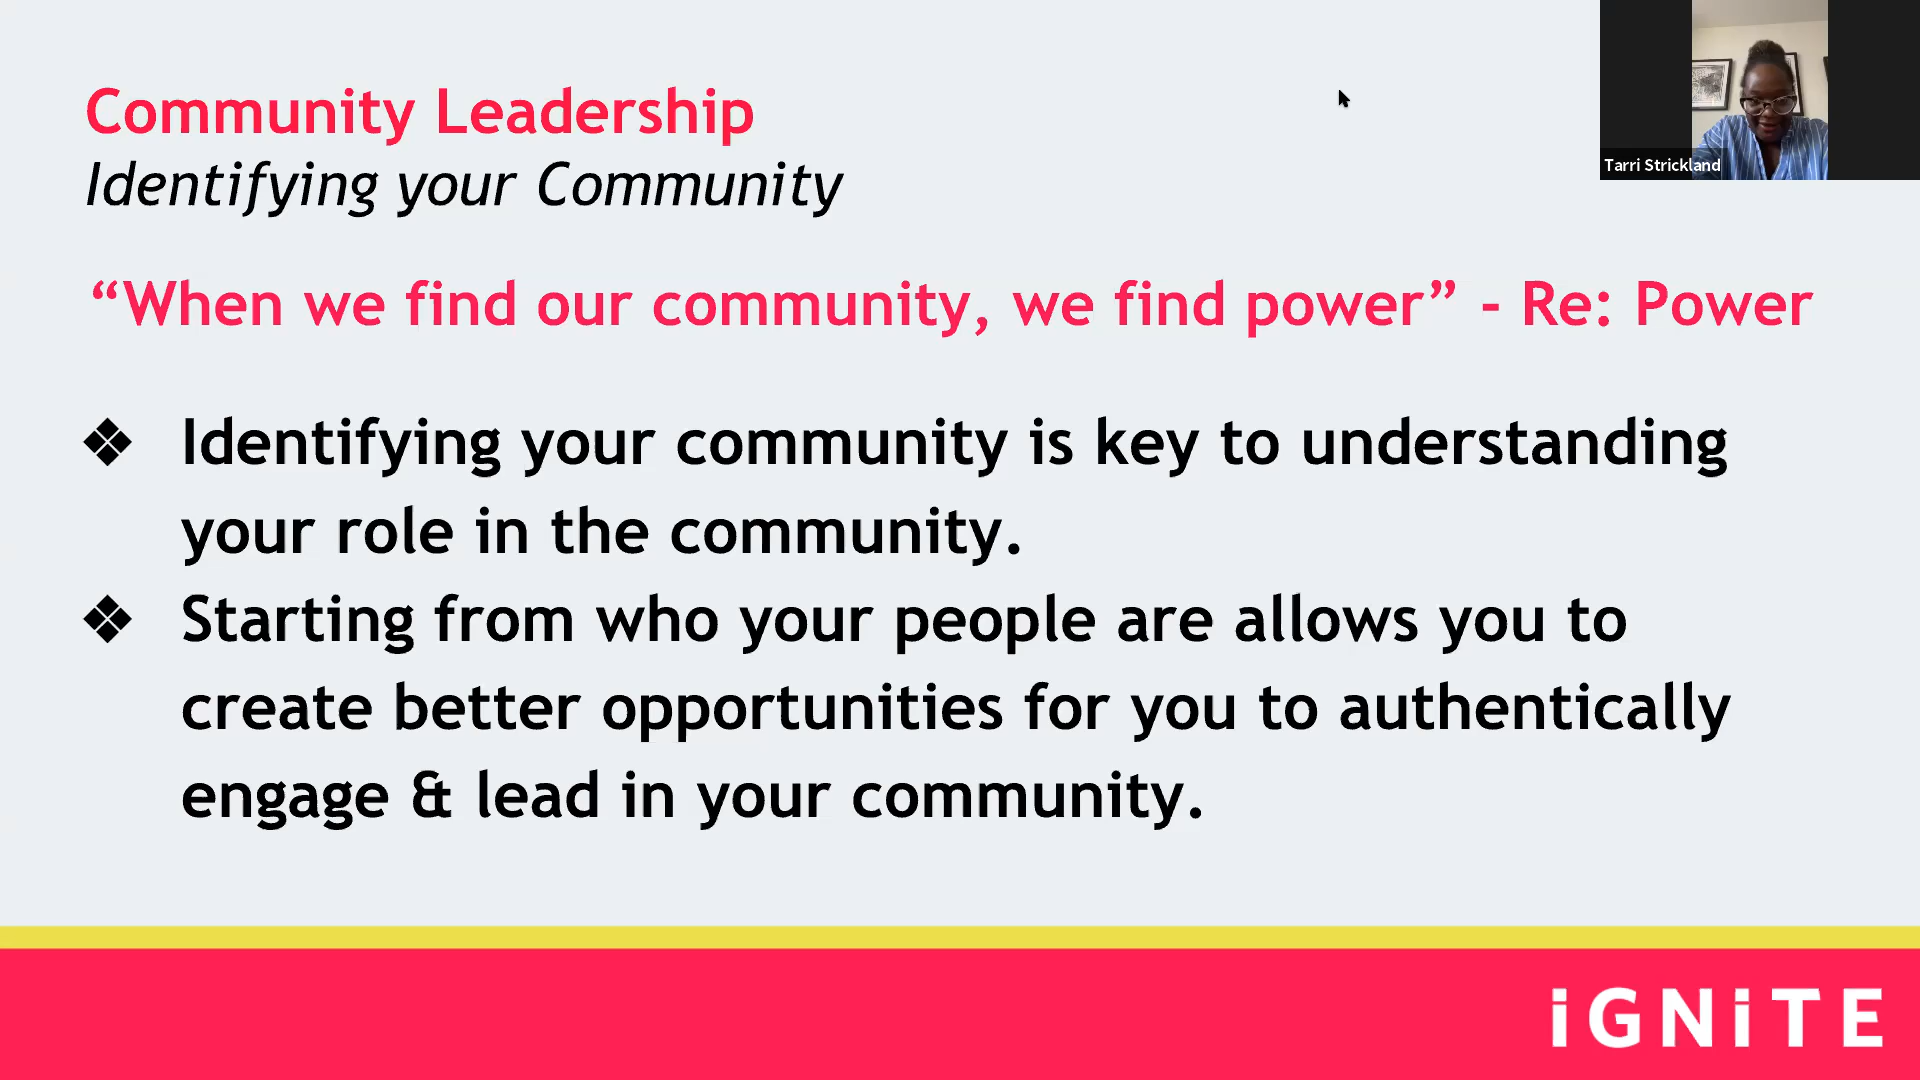 Community Leadership
Identifying your Community
Tarri Strickland
“When we find our community, we find power” - Re: Power
❖ Identifying your community is key to understanding
your role in the community.
❖ Starting from who your people are allows you to
create better opportunities for you to authentically
engage & lead in your community.
iGNiTE